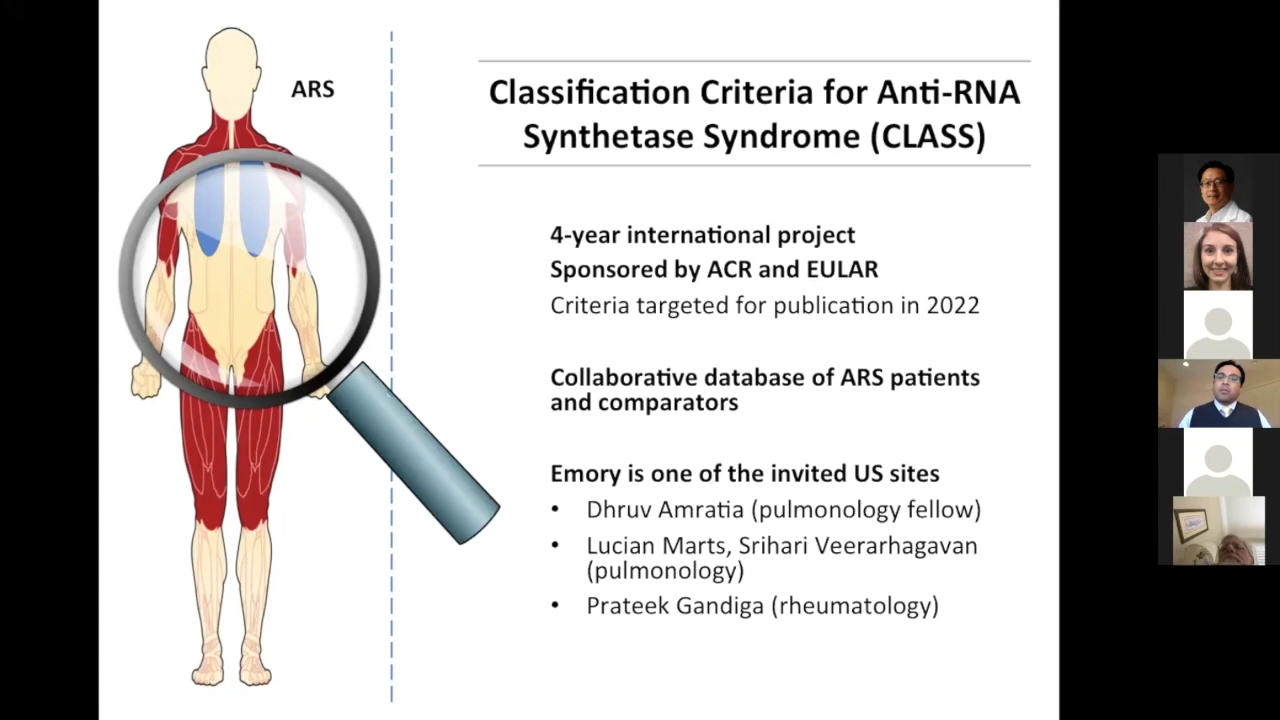 ARS
Classification Criteria for Anti-RNA
Synthetase Syndrome (CLASS)
4-year international project
Sponsored by ACR and EULAR
Criteria targeted for publication in 2022
Collaborative database of ARS patients
and comparators
Emory is one of the invited US sites
• Dhruv Amratia (pulmonology fellow)
• Lucian Marts, Srihari Veerarhagavan
(pulmonology)
• Prateek Gandiga (rheumatology)